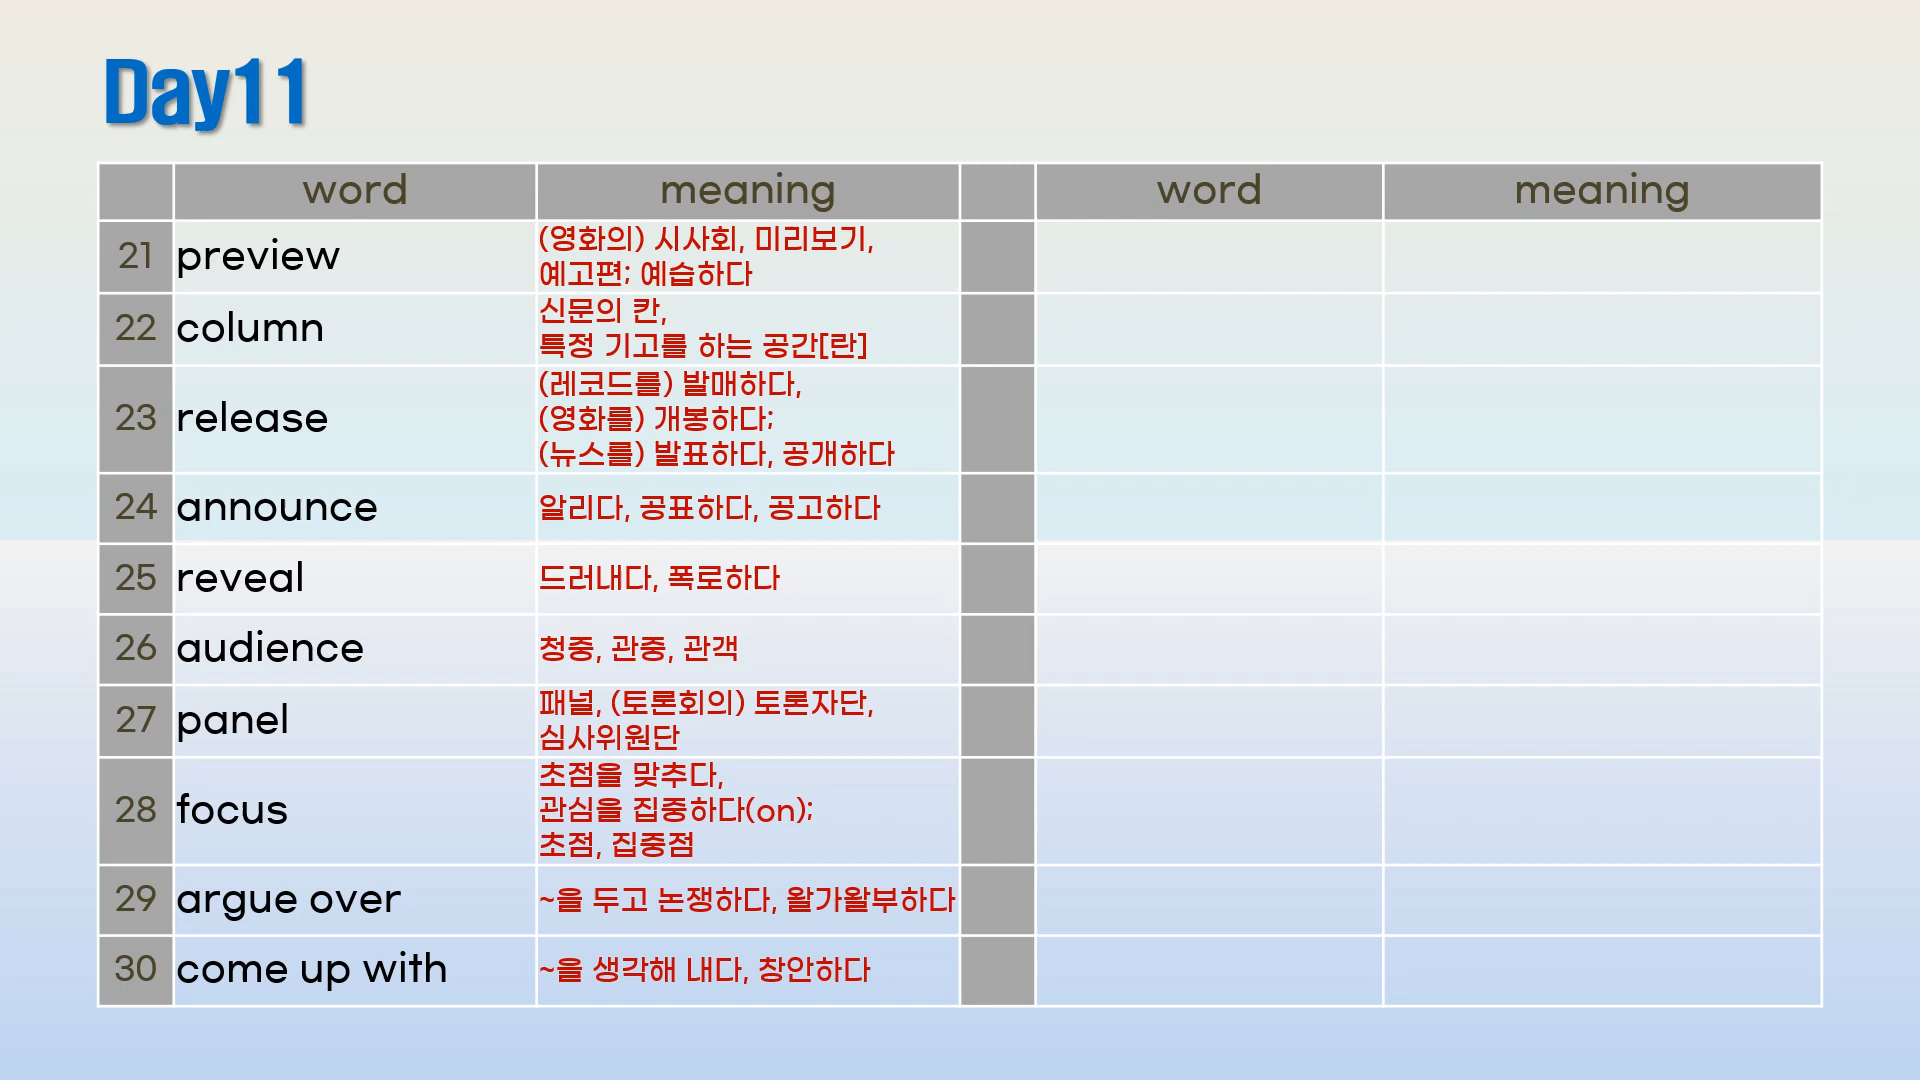 Day11
word meaning word meaning
21 preview (영화의) 시사회, 미리보기,
예고편; 예습하다
22 column 신문의 칸,
특정 기고를 하는 공간[란]
23 release (레코드를) 발매하다,
(영화를) 개봉하다;
(뉴스를) 발표하다, 공개하다
24 announce 알리다, 공표하다, 공고하다
25 reveal 드러내다, 폭로하다
26 audience 청중, 관중, 관객
27 panel 패널, (토론회의) 토론자단,
심사위원단
28 focus 초점을 맞추다,
관심을 집중하다(on);
초점, 집중점
29 argue over ~을 두고 논쟁하다, 왈가왈부하다
30 come up with ~을 생각해 내다, 창안하다